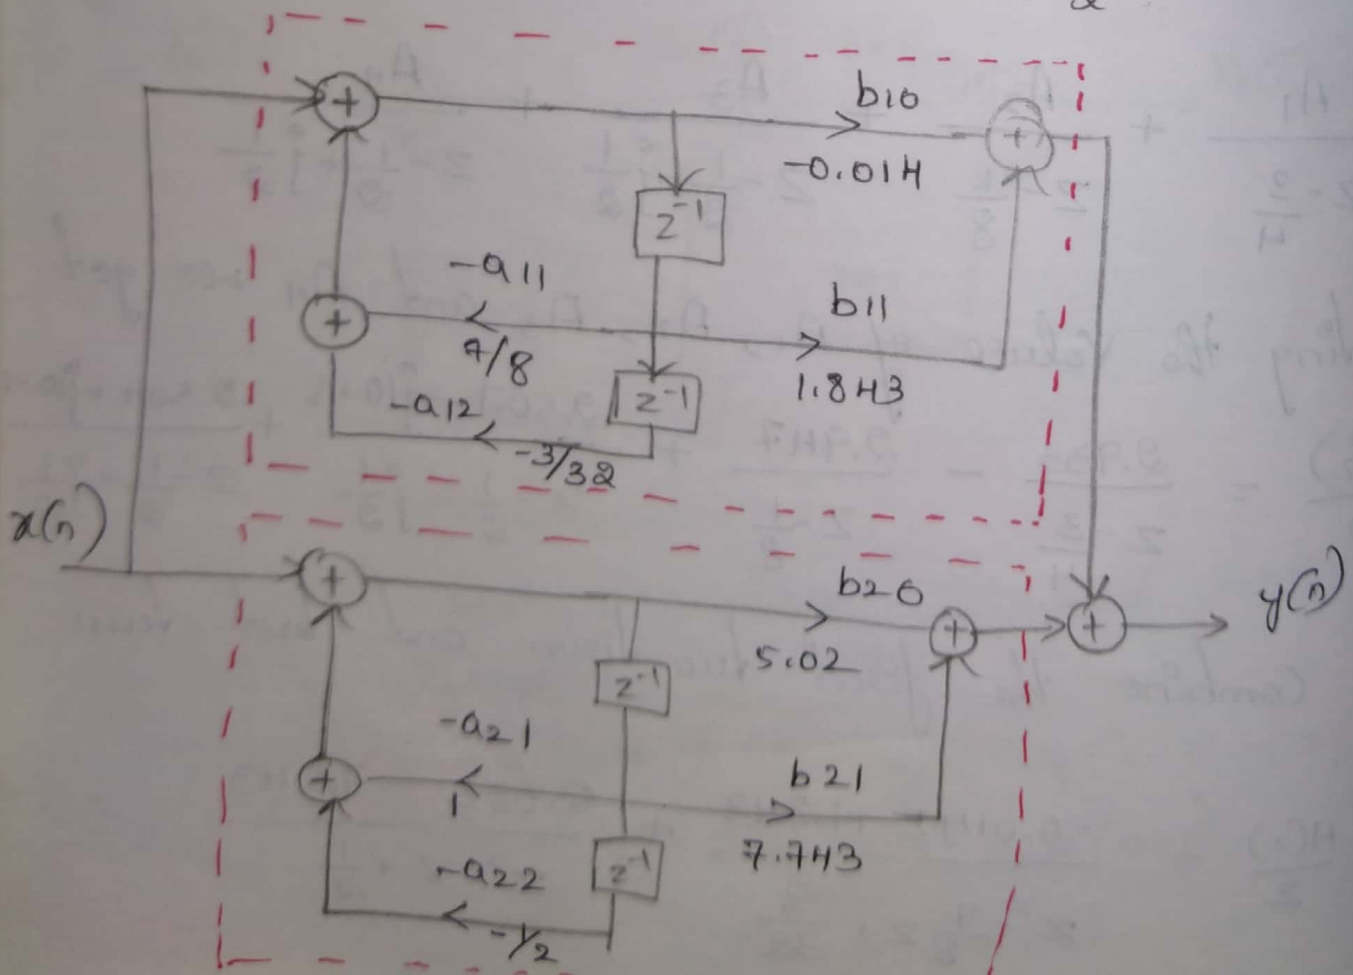 b10
-0.014
z⁻¹
-a11
7/8
b11
1.843
z⁻¹
-a12
-3/32
x(n)
b20
5.02
y(n)
z⁻¹
-a21
1
b21
7.743
z⁻¹
-a22
-1/2